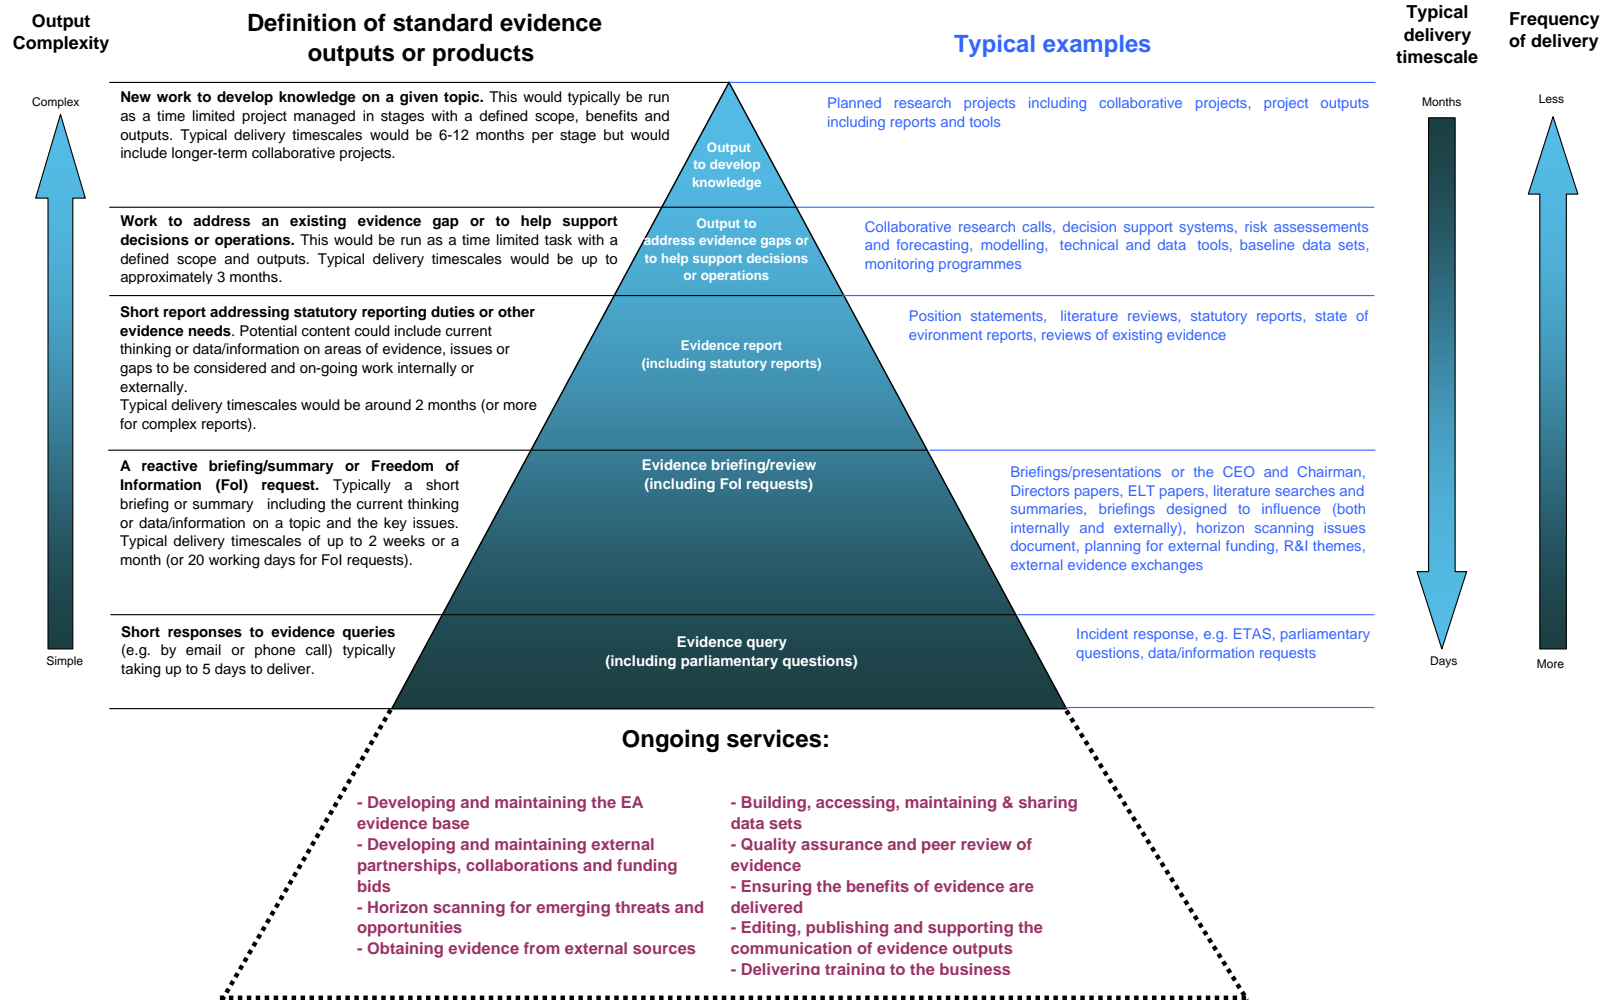 Output
Complexity
Definition of standard evidence
outputs or products
Typical examples
Typical
delivery
timescale
Frequency
of delivery
Complex
Simple
New work to develop knowledge on a given topic. This would typically be run
as a time limited project managed in stages with a defined scope, benefits and
outputs. Typical delivery timescales would be 6-12 months per stage but would
include longer-term collaborative projects.
Output
to develop
knowledge
Planned research projects including collaborative projects, project outputs
including reports and tools
Months
Less
Work to address an existing evidence gap or to help support
decisions or operations. This would be run as a time limited task with a
defined scope and outputs. Typical delivery timescales would be up to
approximately 3 months.
Output to
address evidence gaps or
to help support decisions
or operations
Collaborative research calls, decision support systems, risk assessements
and forecasting, modelling, technical and data tools, baseline data sets,
monitoring programmes
Short report addressing statutory reporting duties or other
evidence needs. Potential content could include current
thinking or data/information on areas of evidence, issues or
gaps to be considered and on-going work internally or
externally.
Typical delivery timescales would be around 2 months (or more
for complex reports).
Evidence report
(including statutory reports)
Position statements, literature reviews, statutory reports, state of
evironment reports, reviews of existing evidence
A reactive briefing/summary or Freedom of
Information (FoI) request. Typically a short
briefing or summary including the current thinking
or data/information on a topic and the key issues.
Typical delivery timescales of up to 2 weeks or a
month (or 20 working days for FoI requests).
Evidence briefing/review
(including FoI requests)
Briefings/presentations or the CEO and Chairman,
Directors papers, ELT papers, literature searches and
summaries, briefings designed to influence (both
internally and externally), horizon scanning issues
document, planning for external funding, R&I themes,
external evidence exchanges
Short responses to evidence queries
(e.g. by email or phone call) typically
taking up to 5 days to deliver.
Evidence query
(including parliamentary questions)
Incident response, e.g. ETAS, parliamentary
questions, data/information requests
Days
More
Ongoing services:
- Developing and maintaining the EA
evidence base
- Developing and maintaining external
partnerships, collaborations and funding
bids
- Horizon scanning for emerging threats and
opportunities
- Obtaining evidence from external sources
- Building, accessing, maintaining & sharing
data sets
- Quality assurance and peer review of
evidence
- Ensuring the benefits of evidence are
delivered
- Editing, publishing and supporting the
communication of evidence outputs
- Delivering training to the business